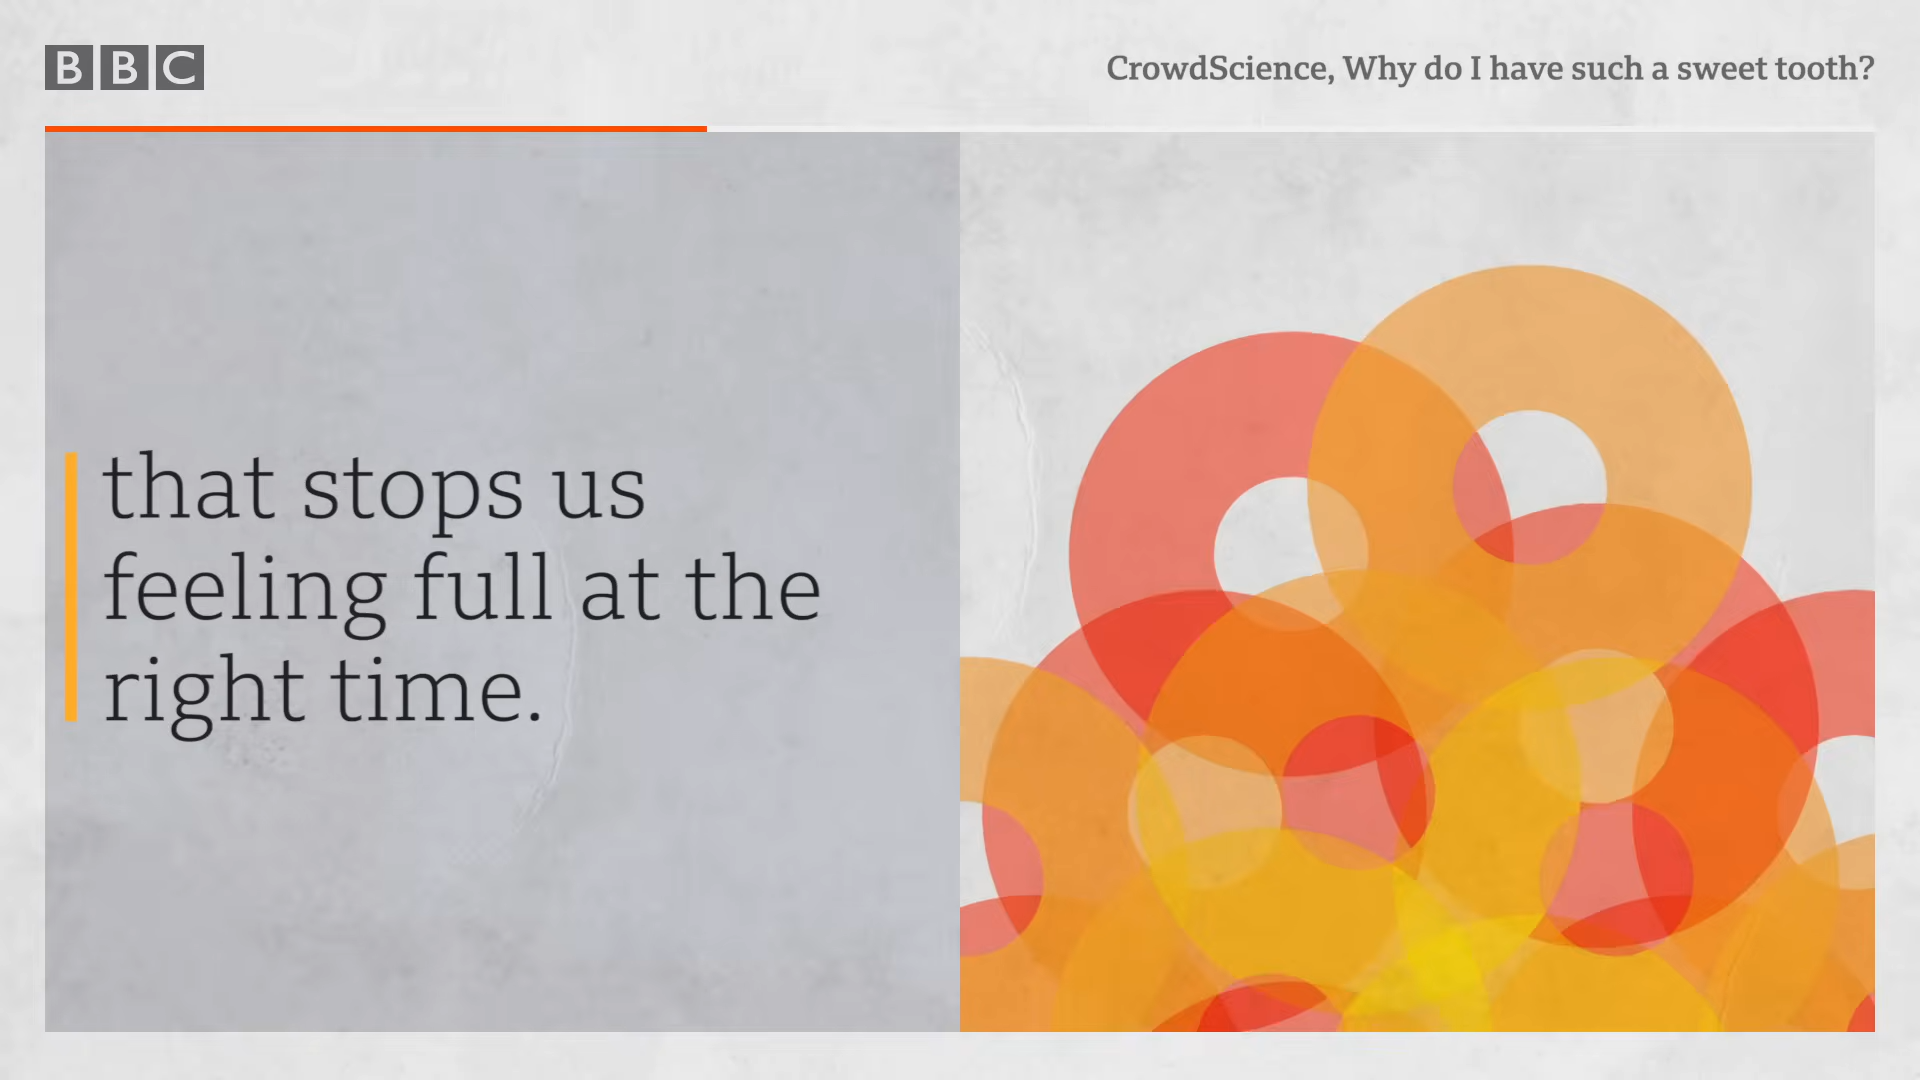 BBC
CrowdScience, Why do I have such a sweet tooth?
that stops us
feeling full at the
right time.